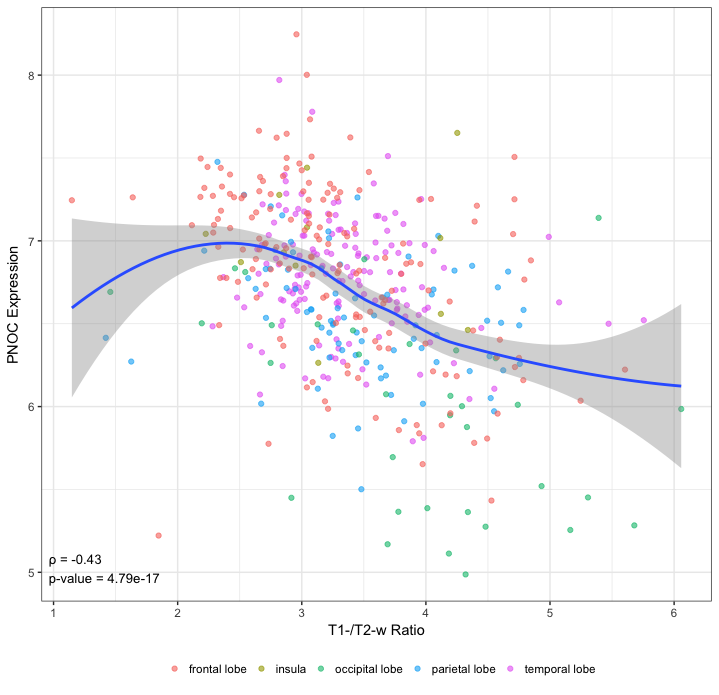 8
7
6
5
PNOC Expression
ρ = -0.43
p-value = 4.79e-17
1 2 3 4 5 6
T1-/T2-w Ratio
frontal lobe insula occipital lobe parietal lobe temporal lobe